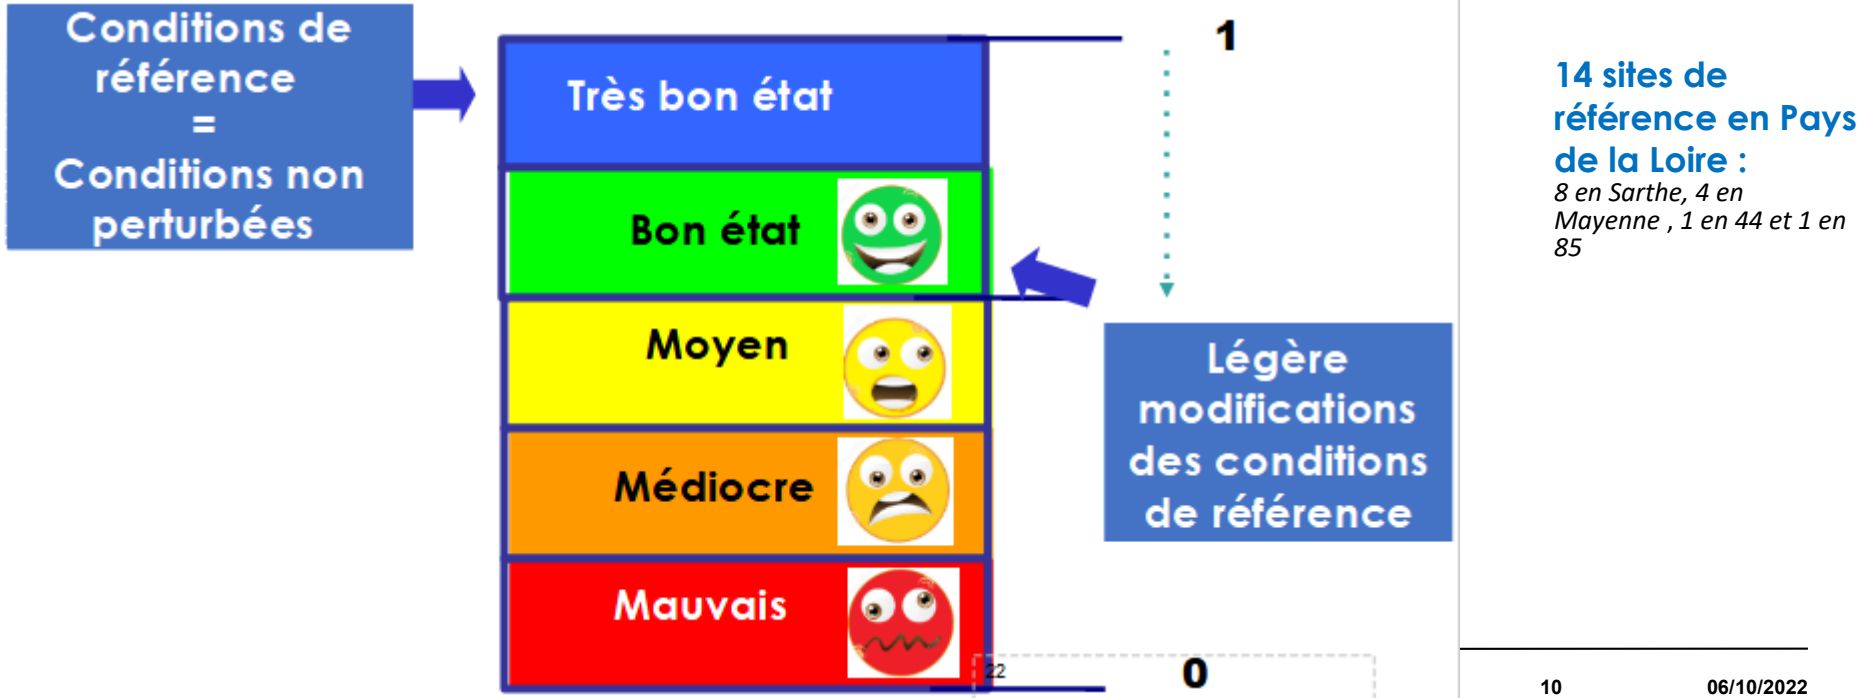 Conditions de
référence
=
Conditions non
perturbées
Très bon état
Bon état
Moyen
Médiocre
Mauvais
1
Légère
modifications
des conditions
de référence
22
0
14 sites de
référence en Pays
de la Loire :
8 en Sarthe, 4 en
Mayenne , 1 en 44 et 1 en
85
10
06/10/2022